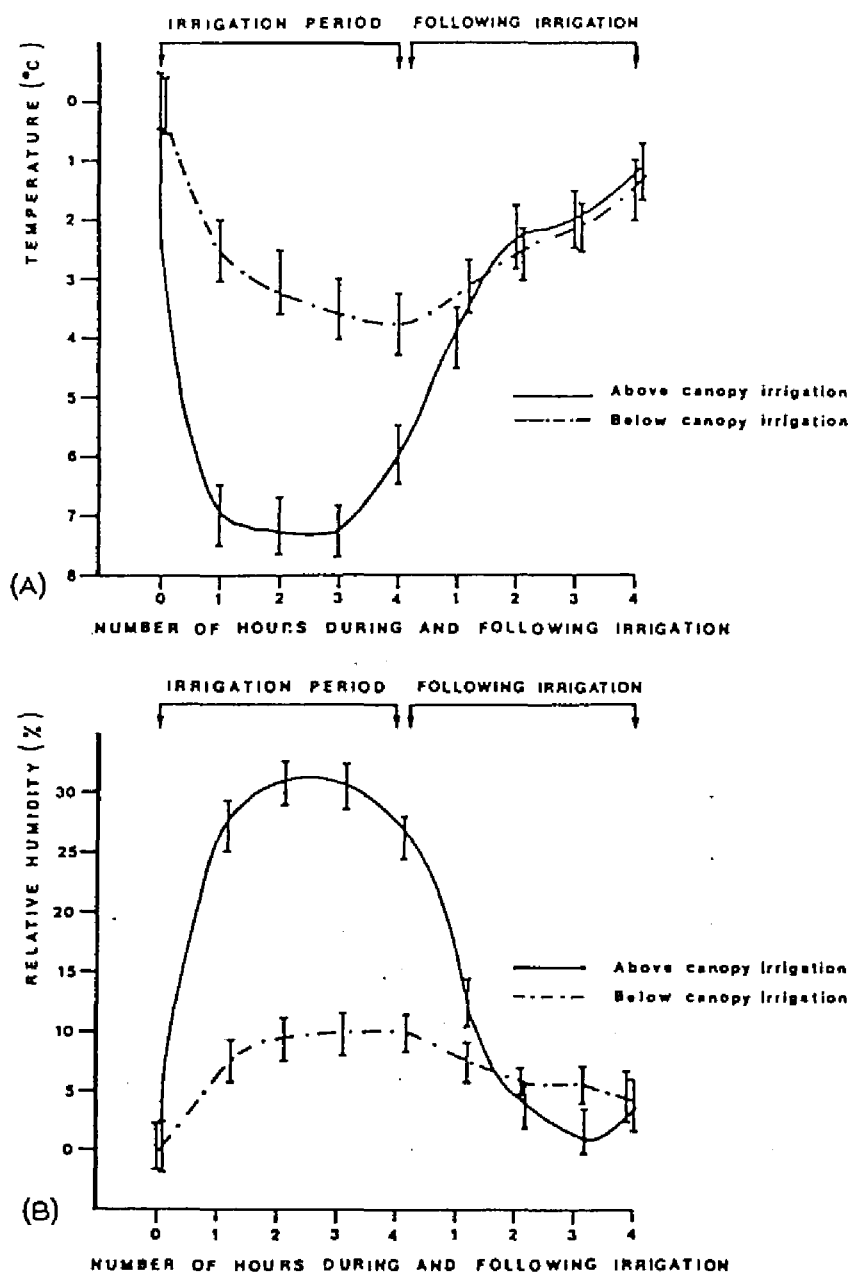 IRRIGATION PERIOD FOLLOWING IRRIGATION
TEMPERATURE (°C)
0
1
2
3
4
5
6
7
8
Above canopy irrigation
Below canopy irrigation
(A)
0 1 2 3 4 1 2 3 4
NUMBER OF HOURS DURING AND FOLLOWING IRRIGATION
IRRIGATION PERIOD FOLLOWING IRRIGATION
RELATIVE HUMIDITY (%)
30
25
20
15
10
5
0
Above canopy irrigation
Below canopy irrigation
(B)
0 1 2 3 4 1 2 3 4
NUMBER OF HOURS DURING AND FOLLOWING IRRIGATION